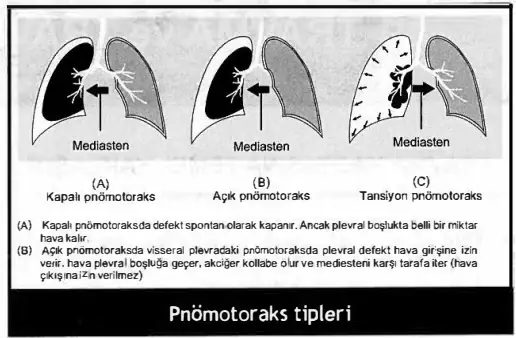 Mediasten
Mediasten
Mediasten
(A)
Kapalı pnömotoraks
(B)
Açık pnömotoraks
(C)
Tansiyon pnömotoraks
(A) Kapalı pnömotoraksda defekt spontan olarak kapanır. Ancak plevral boşlukta belli bir miktar
hava kalır.
(B) Açık pnömotoraksda visseral plevradaki pnömotoraksda plevral defekt hava girşine izin
verir. hava plevral boşluğa geçer, akciğer kollabe olur ve mediesteni karşı tarafa iter (hava
çıkışına izin verilmez)
Pnömotoraks tipleri